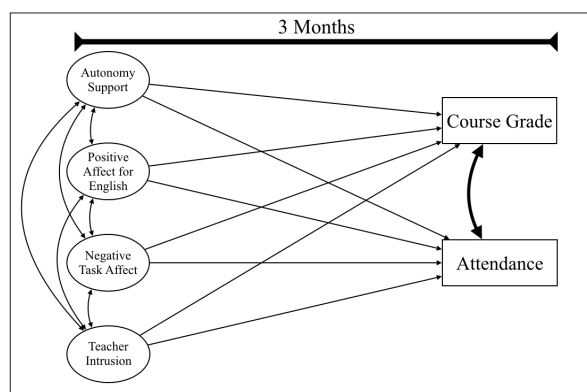 3 Months
Autonomy
Support
Positive
Affect for
English
Negative
Task Affect
Teacher
Intrusion
Course Grade
Attendance